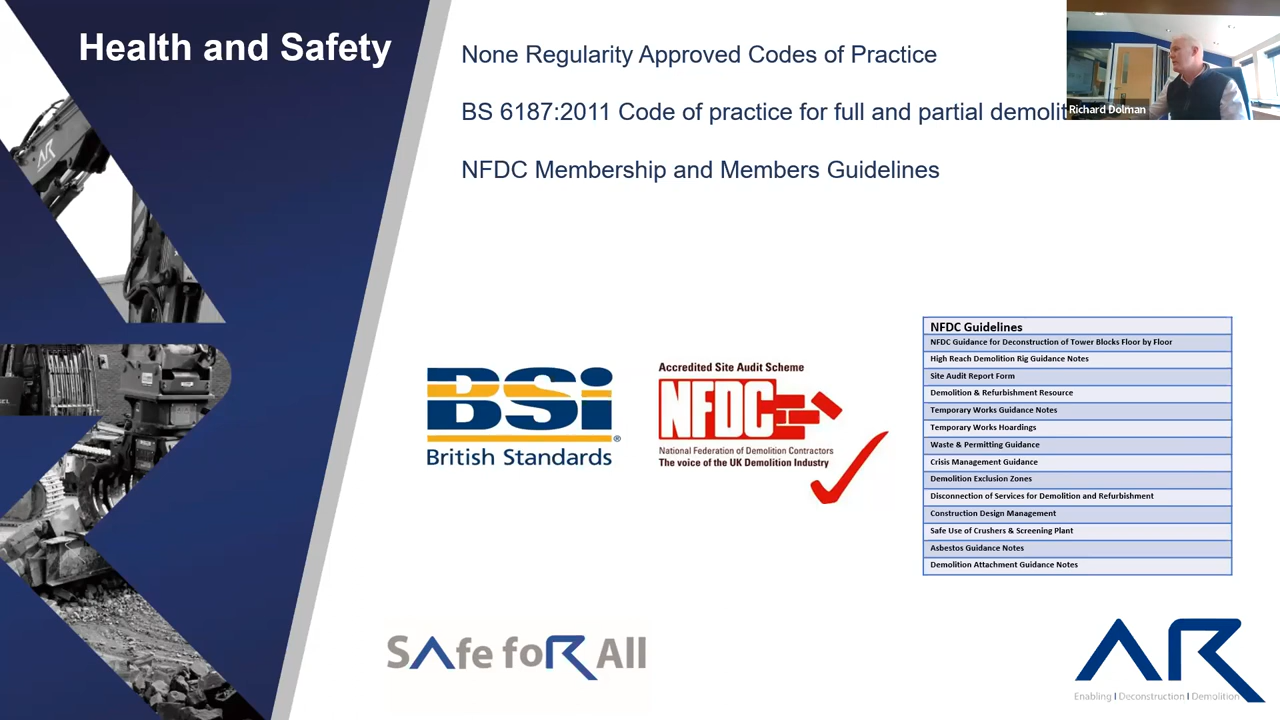 Health and Safety
None Regularity Approved Codes of Practice
BS 6187:2011 Code of practice for full and partial demolit
Richard Dolman
NFDC Membership and Members Guidelines
BSi
®
British Standards
Accredited Site Audit Scheme
NFDC
National Federation of Demolition Contractors
The voice of the UK Demolition Industry
NFDC Guidelines
NFDC Guidance for Deconstruction of Tower Blocks Floor by Floor
High Reach Demolition Rig Guidance Notes
Site Audit Report Form
Demolition & Refurbishment Resource
Temporary Works Guidance Notes
Temporary Works Hoardings
Waste & Permitting Guidance
Crisis Management Guidance
Demolition Exclusion Zones
Disconnection of Services for Demolition and Refurbishment
Construction Design Management
Safe Use of Crushers & Screening Plant
Asbestos Guidance Notes
Demolition Attachment Guidance Notes
SAfe foR All
AR
Enabling | Deconstruction | Demolition